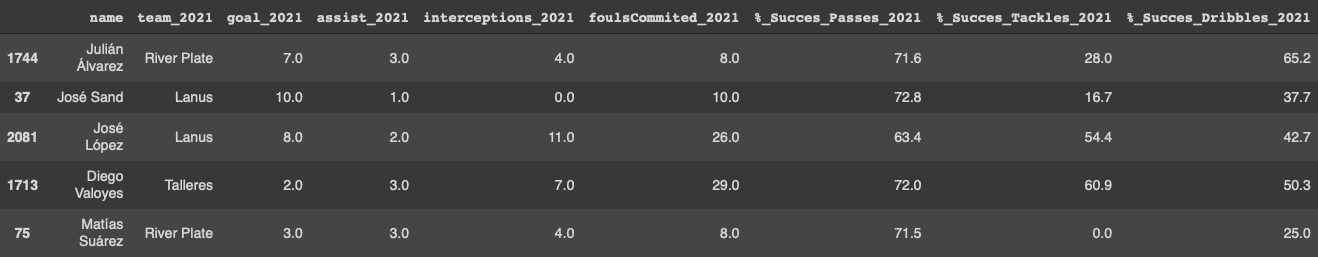 name team_2021 goal_2021 assist_2021 interceptions_2021 foulsCommited_2021 %_Succes_Passes_2021 %_Succes_Tackles_2021 %_Succes_Dribbles_2021
1744 Julián Álvarez River Plate 7.0 3.0 4.0 8.0 71.6 28.0 65.2
37 José Sand Lanus 10.0 1.0 0.0 10.0 72.8 16.7 37.7
2081 José López Lanus 8.0 2.0 11.0 26.0 63.4 54.4 42.7
1713 Diego Valoyes Talleres 2.0 3.0 7.0 29.0 72.0 60.9 50.3
75 Matías Suárez River Plate 3.0 3.0 4.0 8.0 71.5 0.0 25.0